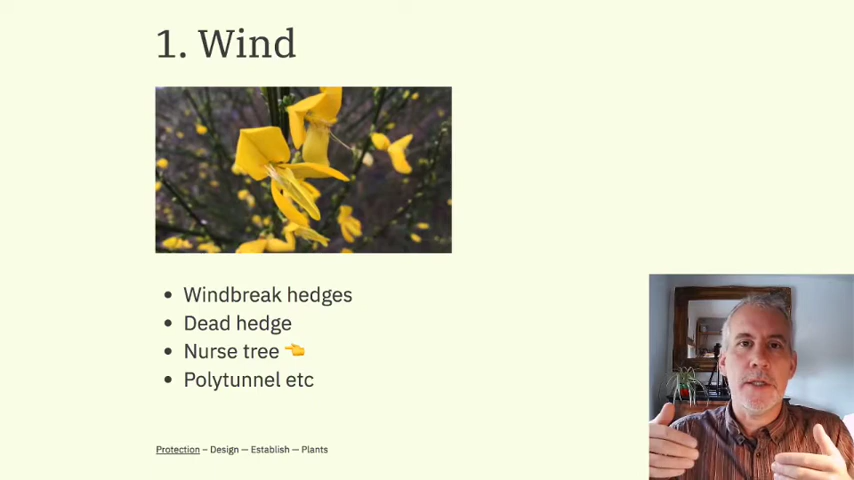 1. Wind
• Windbreak hedges
• Dead hedge
• Nurse tree 👈
• Polytunnel etc
Protection – Design — Establish — Plants